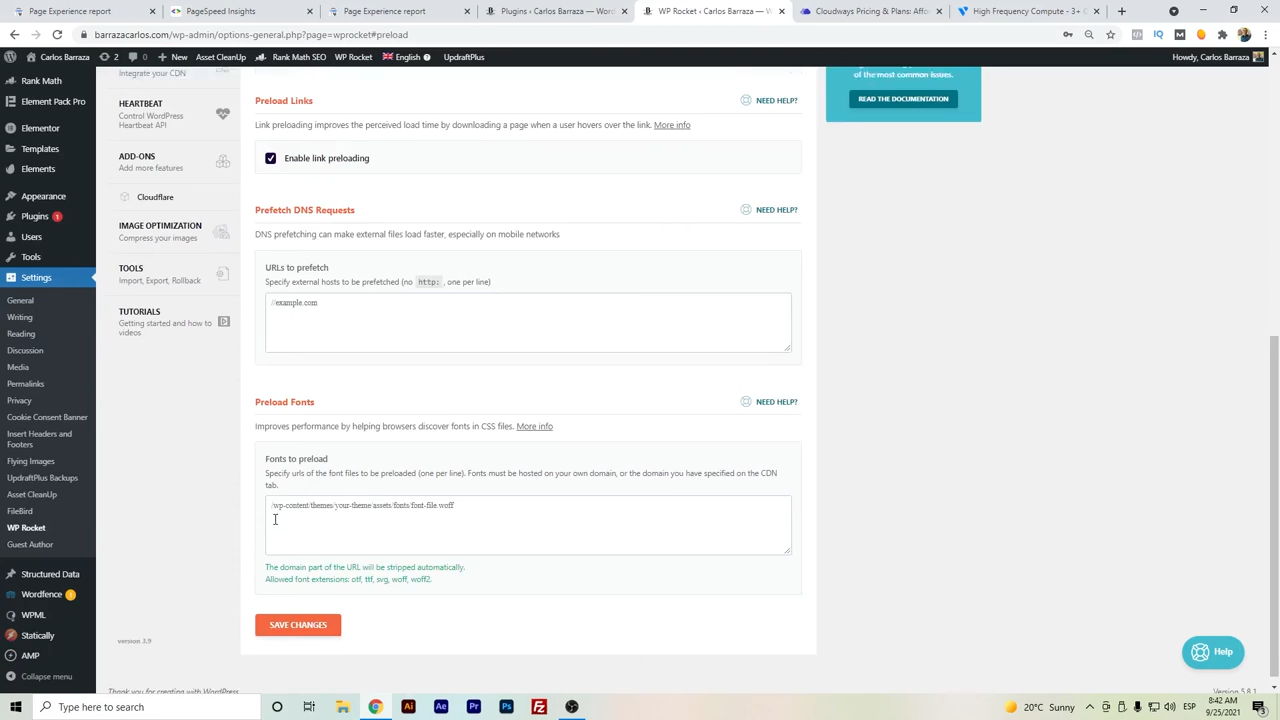 PageSpeed Insights
PageSpeed Insights
Plugins ‹ Carlos Barraza — Wor
WP Rocket ‹ Carlos Barraza — W
Cloudways Pricing & Plans
High Frequency Compute - 3+ C
barrazacarlos.com/wp-admin/options-general.php?page=wprocket#preload
Carlos Barraza
2
0
New
Asset CleanUp
Rank Math SEO
WP Rocket
English
UpdraftPlus
Howdy, Carlos Barraza
Rank Math
Element Pack Pro
Elementor
Templates
Elements
Appearance
Plugins 1
Users
Tools
Settings
General
Writing
Reading
Discussion
Media
Permalinks
Privacy
Cookie Consent Banner
Insert Headers and
Footers
Flying Images
UpdraftPlus Backups
Asset CleanUp
FileBird
WP Rocket
Guest Author
Structured Data
Wordfence 1
WPML
Statically
AMP
Collapse menu
Integrate your CDN
HEARTBEAT
Control WordPress
Heartbeat API
ADD-ONS
Add more features
Cloudflare
IMAGE OPTIMIZATION
Compress your images
TOOLS
Import, Export, Rollback
TUTORIALS
Getting started and how to
videos
version 3.9
Preload Links
NEED HELP?
Link preloading improves the perceived load time by downloading a page when a user hovers over the link. More info
Enable link preloading
Prefetch DNS Requests
NEED HELP?
DNS prefetching can make external files load faster, especially on mobile networks
URLs to prefetch
Specify external hosts to be prefetched (no http: , one per line)
//example.com
Preload Fonts
NEED HELP?
Improves performance by helping browsers discover fonts in CSS files. More info
Fonts to preload
Specify urls of the font files to be preloaded (one per line). Fonts must be hosted on your own domain, or the domain you have specified on the CDN
tab.
/wp-content/themes/your-theme/assets/fonts/font-file.woff
The domain part of the URL will be stripped automatically.
Allowed font extensions: otf, ttf, svg, woff, woff2.
SAVE CHANGES
of the most common issues.
READ THE DOCUMENTATION
Help
Thank you for creating with WordPress.
Version 5.8.1
Type here to search
20°C Sunny
ESP
8:42 AM
9/25/2021